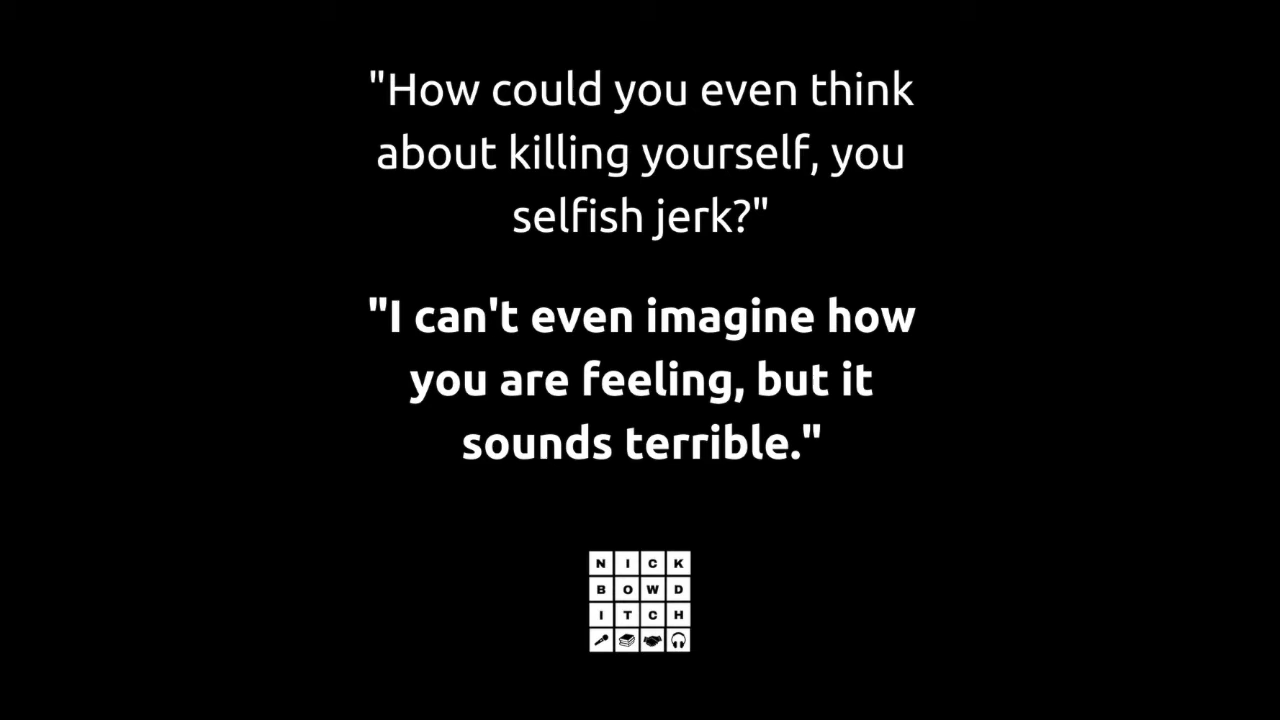 "How could you even think
about killing yourself, you
selfish jerk?"
"I can't even imagine how
you are feeling, but it
sounds terrible."
N I C K
B O W D
I T C H